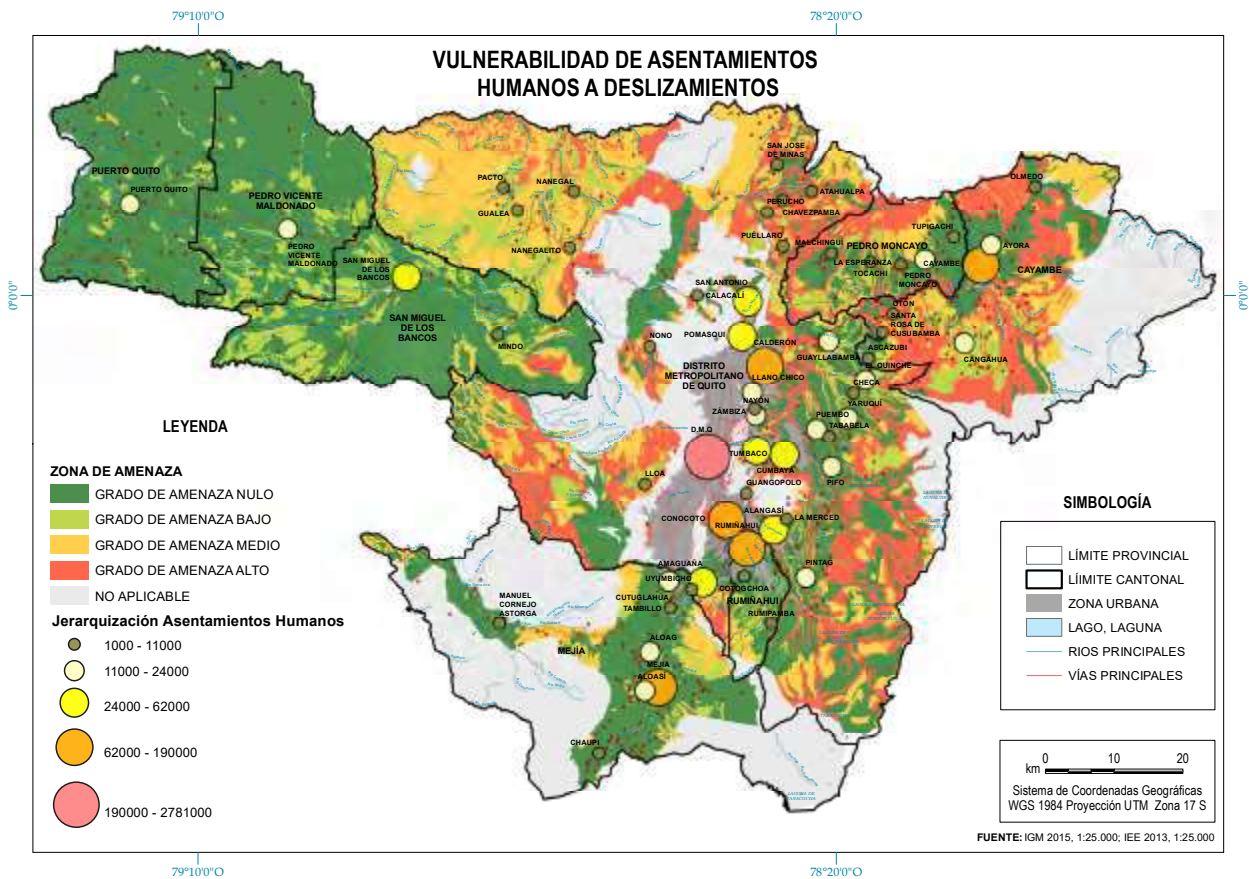 79°10'0"O
78°20'0"O
VULNERABILIDAD DE ASENTAMIENTOS
HUMANOS A DESLIZAMIENTOS
0°0'0"
0°0'0"
PUERTO QUITO
PUERTO QUITO
PEDRO VICENTE
MALDONADO
PEDRO
VICENTE
MALDONADO
SAN MIGUEL
DE LOS
BANCOS
SAN MIGUEL
DE LOS
BANCOS
MINDO
PACTO
NANEGAL
GUALEA
NANEGALITO
SAN JOSE
DE MINAS
ATAHUALPA
PERUCHO
CHAVEZPAMBA
PUÉLLARO
MALCHINGUÍ
PEDRO MONCAYO
TUPIGACHI
LA ESPERANZA
TOCACHI
CAYAMBE
PEDRO
MONCAYO
OLMEDO
AYORA
CAYAMBE
OTÓN
SANTA
ROSA DE
CUSUBAMBA
CANGAHUA
ASCÁZUBI
EL QUINCHE
GUAYLLABAMBA
CHECA
YARUQUÍ
SAN ANTONIO
CALACALÍ
POMASQUI
CALDERÓN
NONO
DISTRITO
METROPOLITANO
DE QUITO
LLANO CHICO
NAYÓN
ZÁMBIZA
PUEMBO
TABABELA
D.M.Q
TUMBACO
CUMBAYA
GUANGOPOLO
PIFO
LLOA
CONOCOTO
ALANGASÍ
RUMIÑAHUI
LA MERCED
PINTAG
AMAGUAÑA
UYUMBICHO
CUTUGLAHUA
TAMBILLO
COTOGCHOA
RUMIÑAHUI
RUMIPAMBA
MANUEL
CORNEJO
ASTORGA
MEJÍA
ALOAG
MEJIA
ALOASÍ
CHAUPI
LEYENDA
ZONA DE AMENAZA
GRADO DE AMENAZA NULO
GRADO DE AMENAZA BAJO
GRADO DE AMENAZA MEDIO
GRADO DE AMENAZA ALTO
NO APLICABLE
Jerarquización Asentamientos Humanos
1000 - 11000
11000 - 24000
24000 - 62000
62000 - 190000
190000 - 2781000
SIMBOLOGÍA
LÍMITE PROVINCIAL
LÍIMITE CANTONAL
ZONA URBANA
LAGO, LAGUNA
RIOS PRINCIPALES
VÍAS PRINCIPALES
0 10 20
km
Sistema de Coordenadas Geográficas
WGS 1984 Proyección UTM Zona 17 S
FUENTE: IGM 2015, 1:25.000; IEE 2013, 1:25.000
79°10'0"O
78°20'0"O